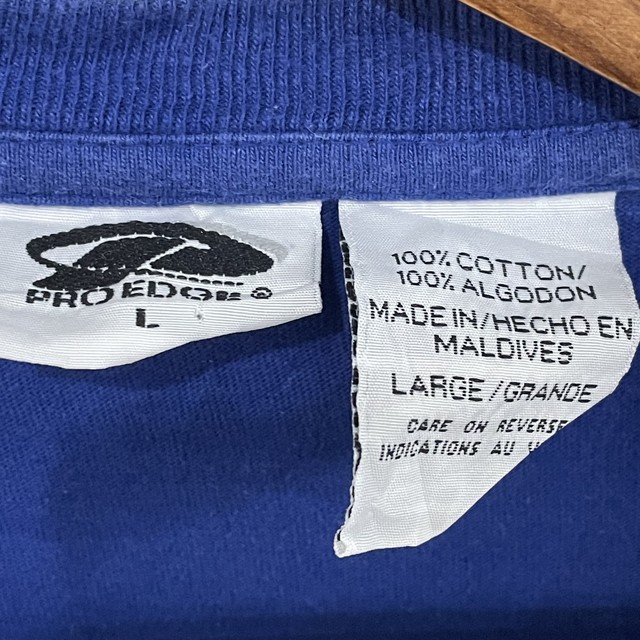 PRO EDGE ®
L
100% COTTON/
100% ALGODON
MADE IN/HECHO EN
MALDIVES
LARGE/GRANDE
CARE ON REVERSE
INDICATIONS AU